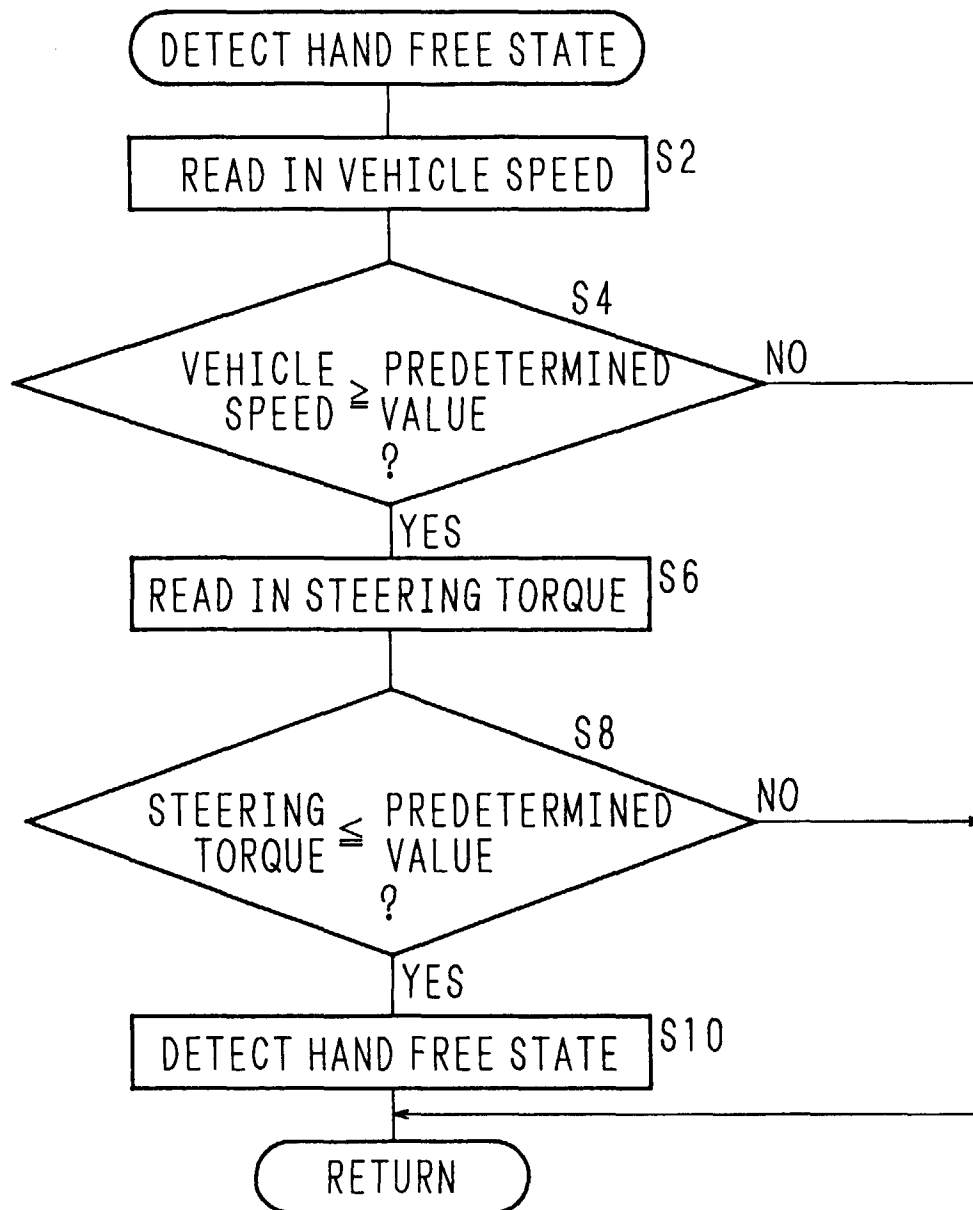 DETECT HAND FREE STATE
READ IN VEHICLE SPEED
S2
S4
VEHICLE SPEED ≧ PREDETERMINED VALUE
?
NO
YES
READ IN STEERING TORQUE
S6
S8
STEERING TORQUE ≦ PREDETERMINED VALUE
?
NO
YES
DETECT HAND FREE STATE
S10
RETURN